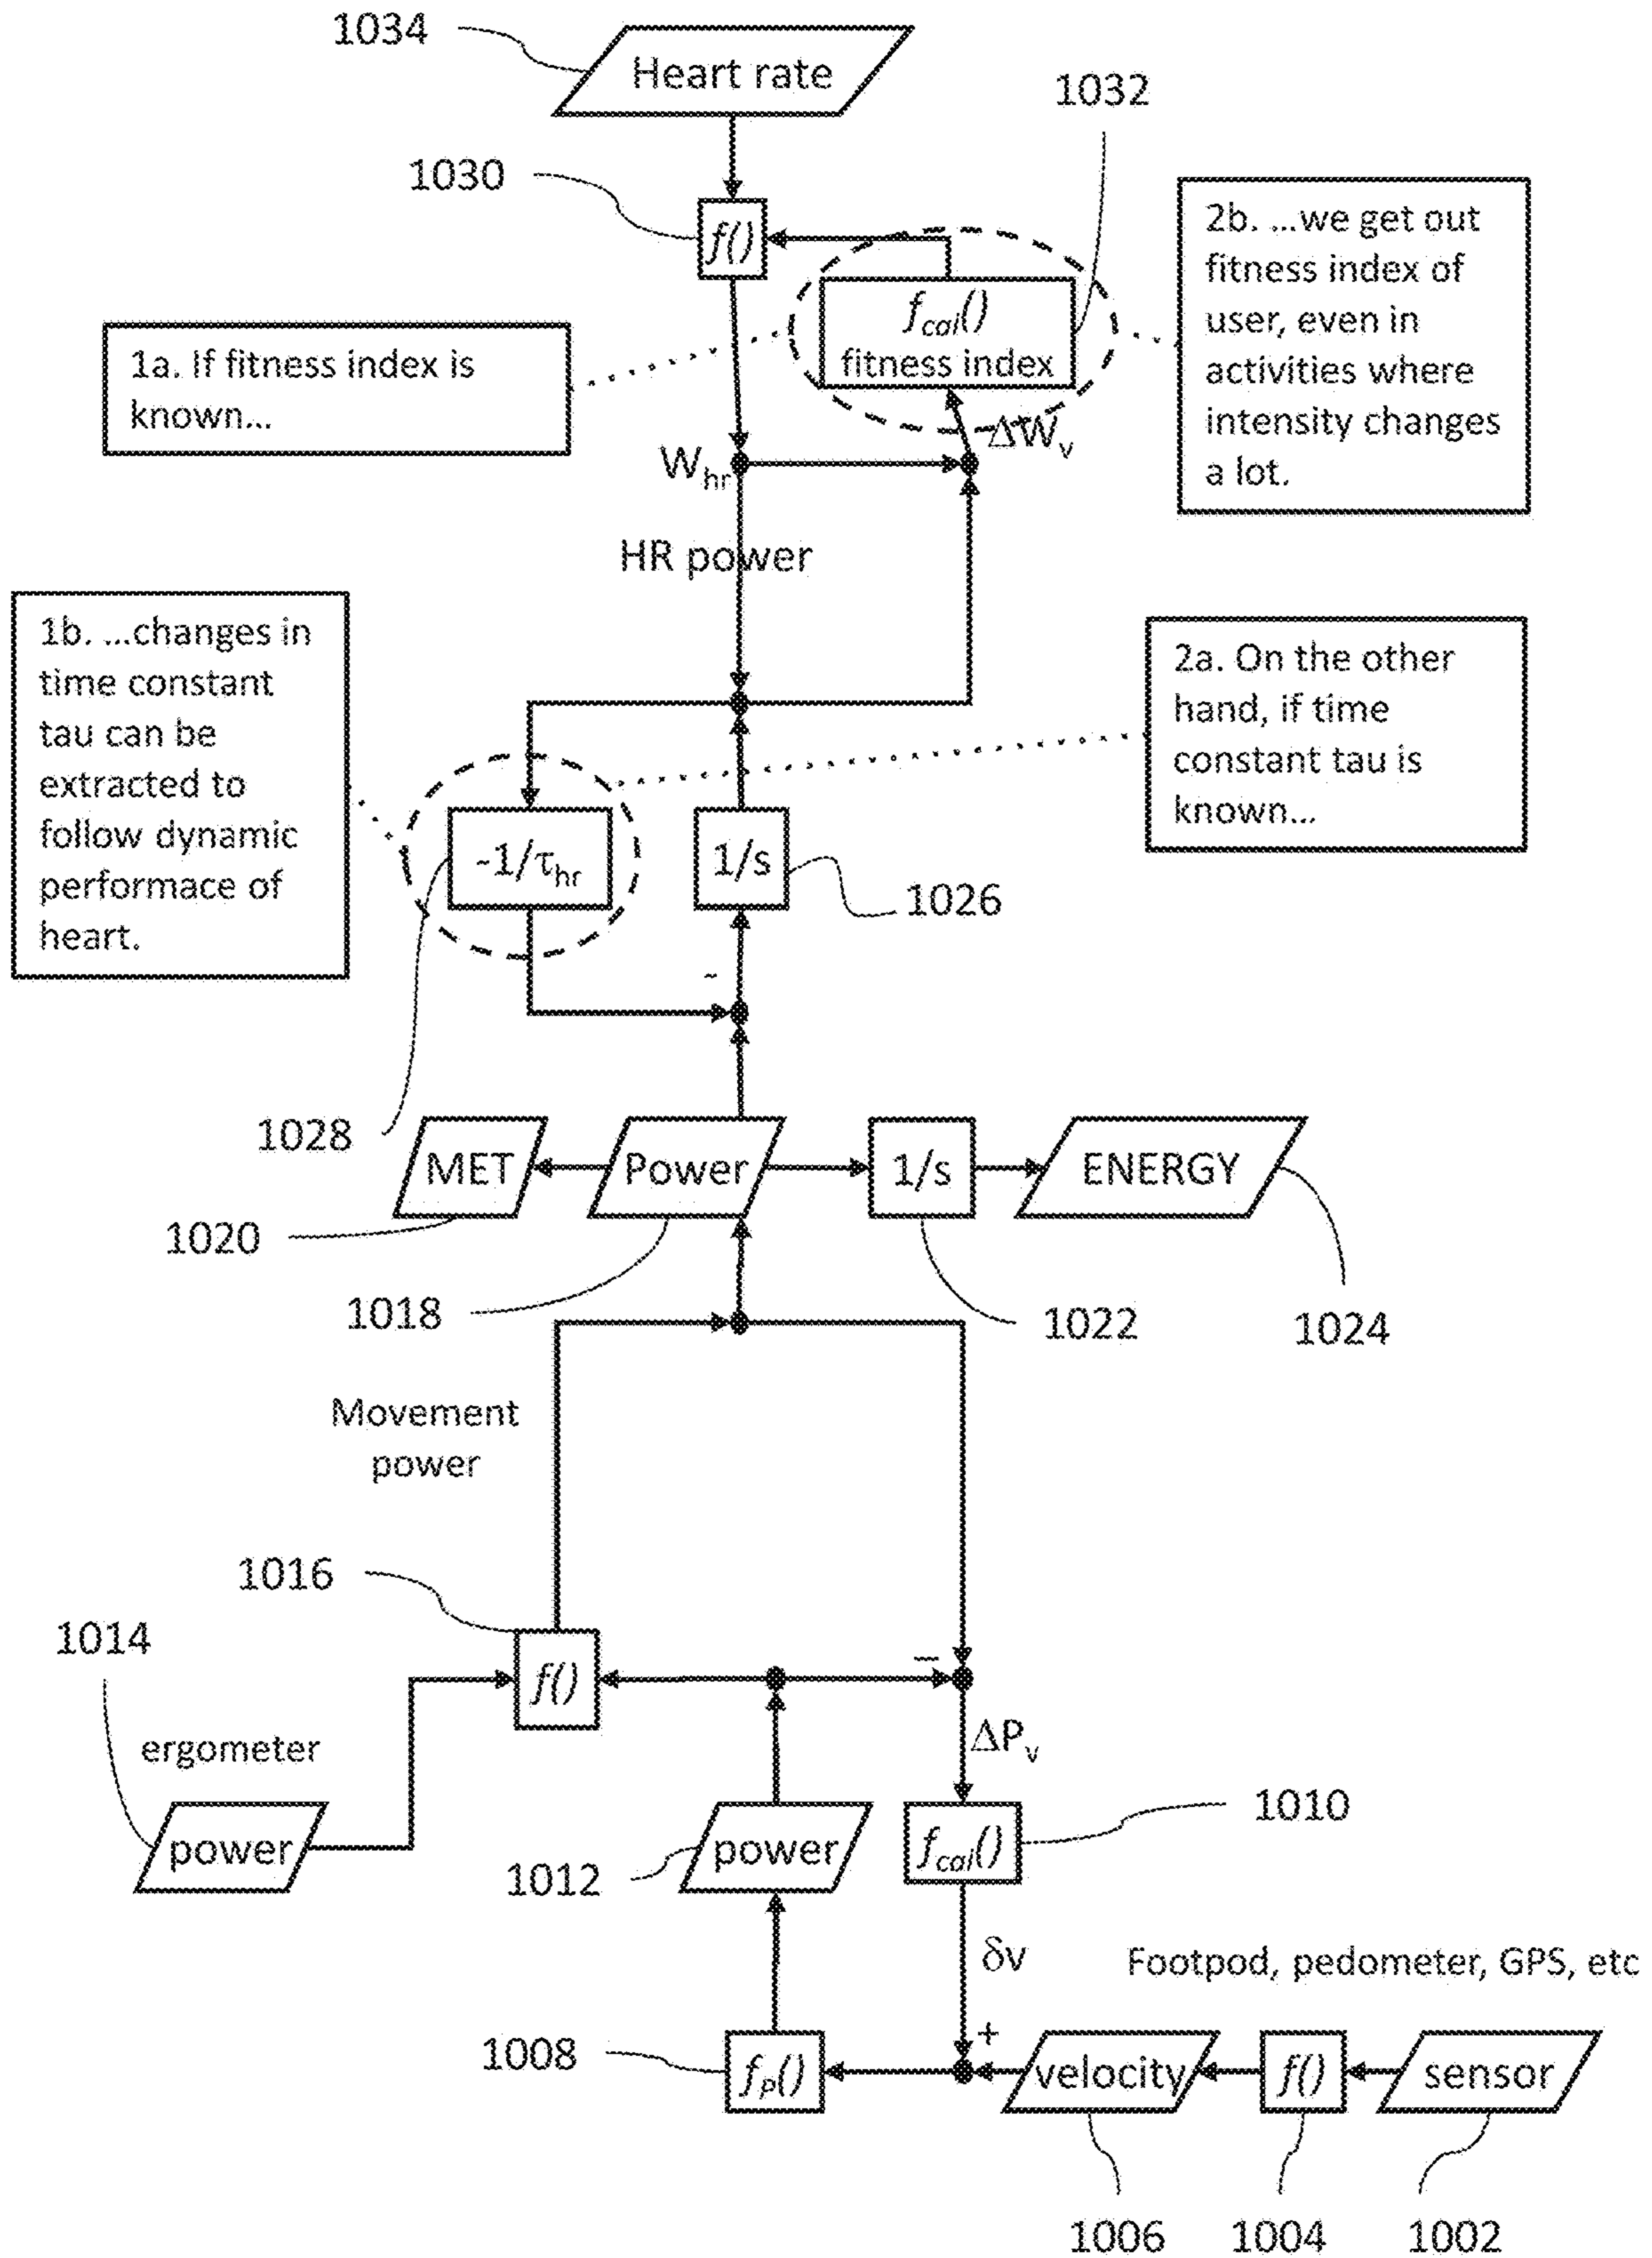 1034
Heart rate
1032
1030
f()
2b. ...we get out
fitness index of
user, even in
activities where
intensity changes
a lot.
fcal()
fitness index
1a. If fitness index is
known...
ΔWv
Whr
HR power
1b. ...changes in
time constant
tau can be
extracted to
follow dynamic
performace of
heart.
2a. On the other
hand, if time
constant tau is
known...
-1/τhr
1/s
1026
-
1028
MET
Power
1/s
ENERGY
1020
1018
1022
1024
Movement
power
1016
1014
f()
−
ergometer
ΔPv
power
1012
power
fcal()
1010
δv
Footpod, pedometer, GPS, etc
+
1008
fP()
velocity
f()
sensor
1006
1004
1002